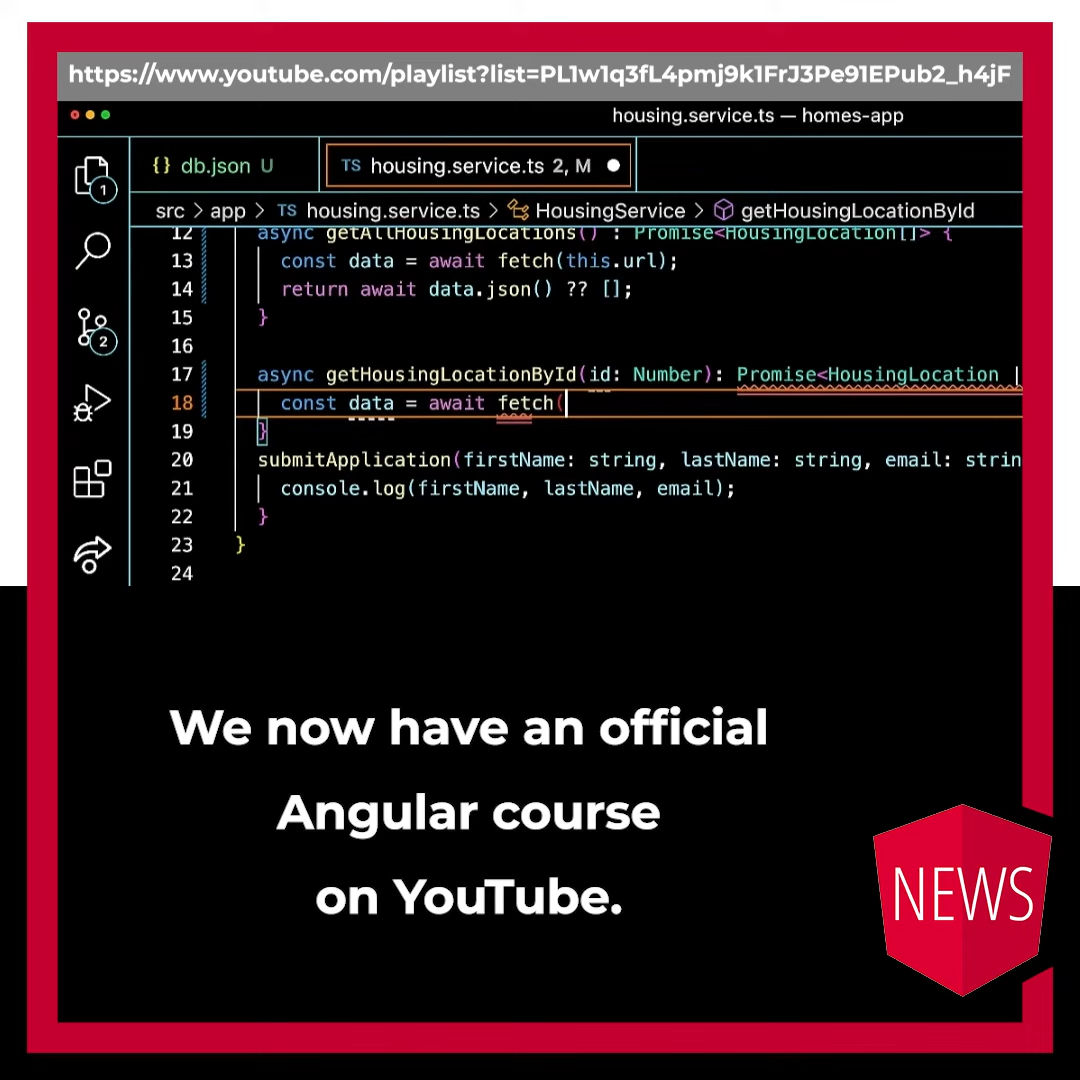 https://www.youtube.com/playlist?list=PL1w1q3fL4pmj9k1FrJ3Pe91EPub2_h4jF
housing.service.ts — homes-app
{} db.json U
TS housing.service.ts 2, M
src > app > TS housing.service.ts > HousingService > getHousingLocationById
12 async getAllHousingLocations() : Promise<HousingLocation[]> {
13 const data = await fetch(this.url);
14 return await data.json() ?? [];
15 }
16
17 async getHousingLocationById(id: Number): Promise<HousingLocation |
18 const data = await fetch(
19 }
20 submitApplication(firstName: string, lastName: string, email: strin
21 console.log(firstName, lastName, email);
22 }
23 }
24
1
2
We now have an official
Angular course
on YouTube.
NEWS